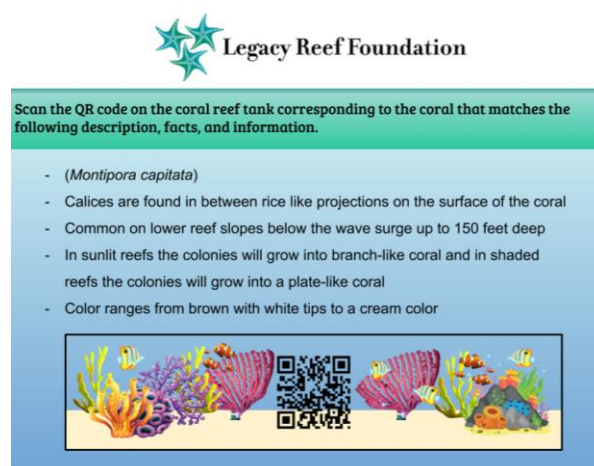 Legacy Reef Foundation
Scan the QR code on the coral reef tank corresponding to the coral that matches the
following description, facts, and information.
- (Montipora capitata)
- Calices are found in between rice like projections on the surface of the coral
- Common on lower reef slopes below the wave surge up to 150 feet deep
- In sunlit reefs the colonies will grow into branch-like coral and in shaded
reefs the colonies will grow into a plate-like coral
- Color ranges from brown with white tips to a cream color